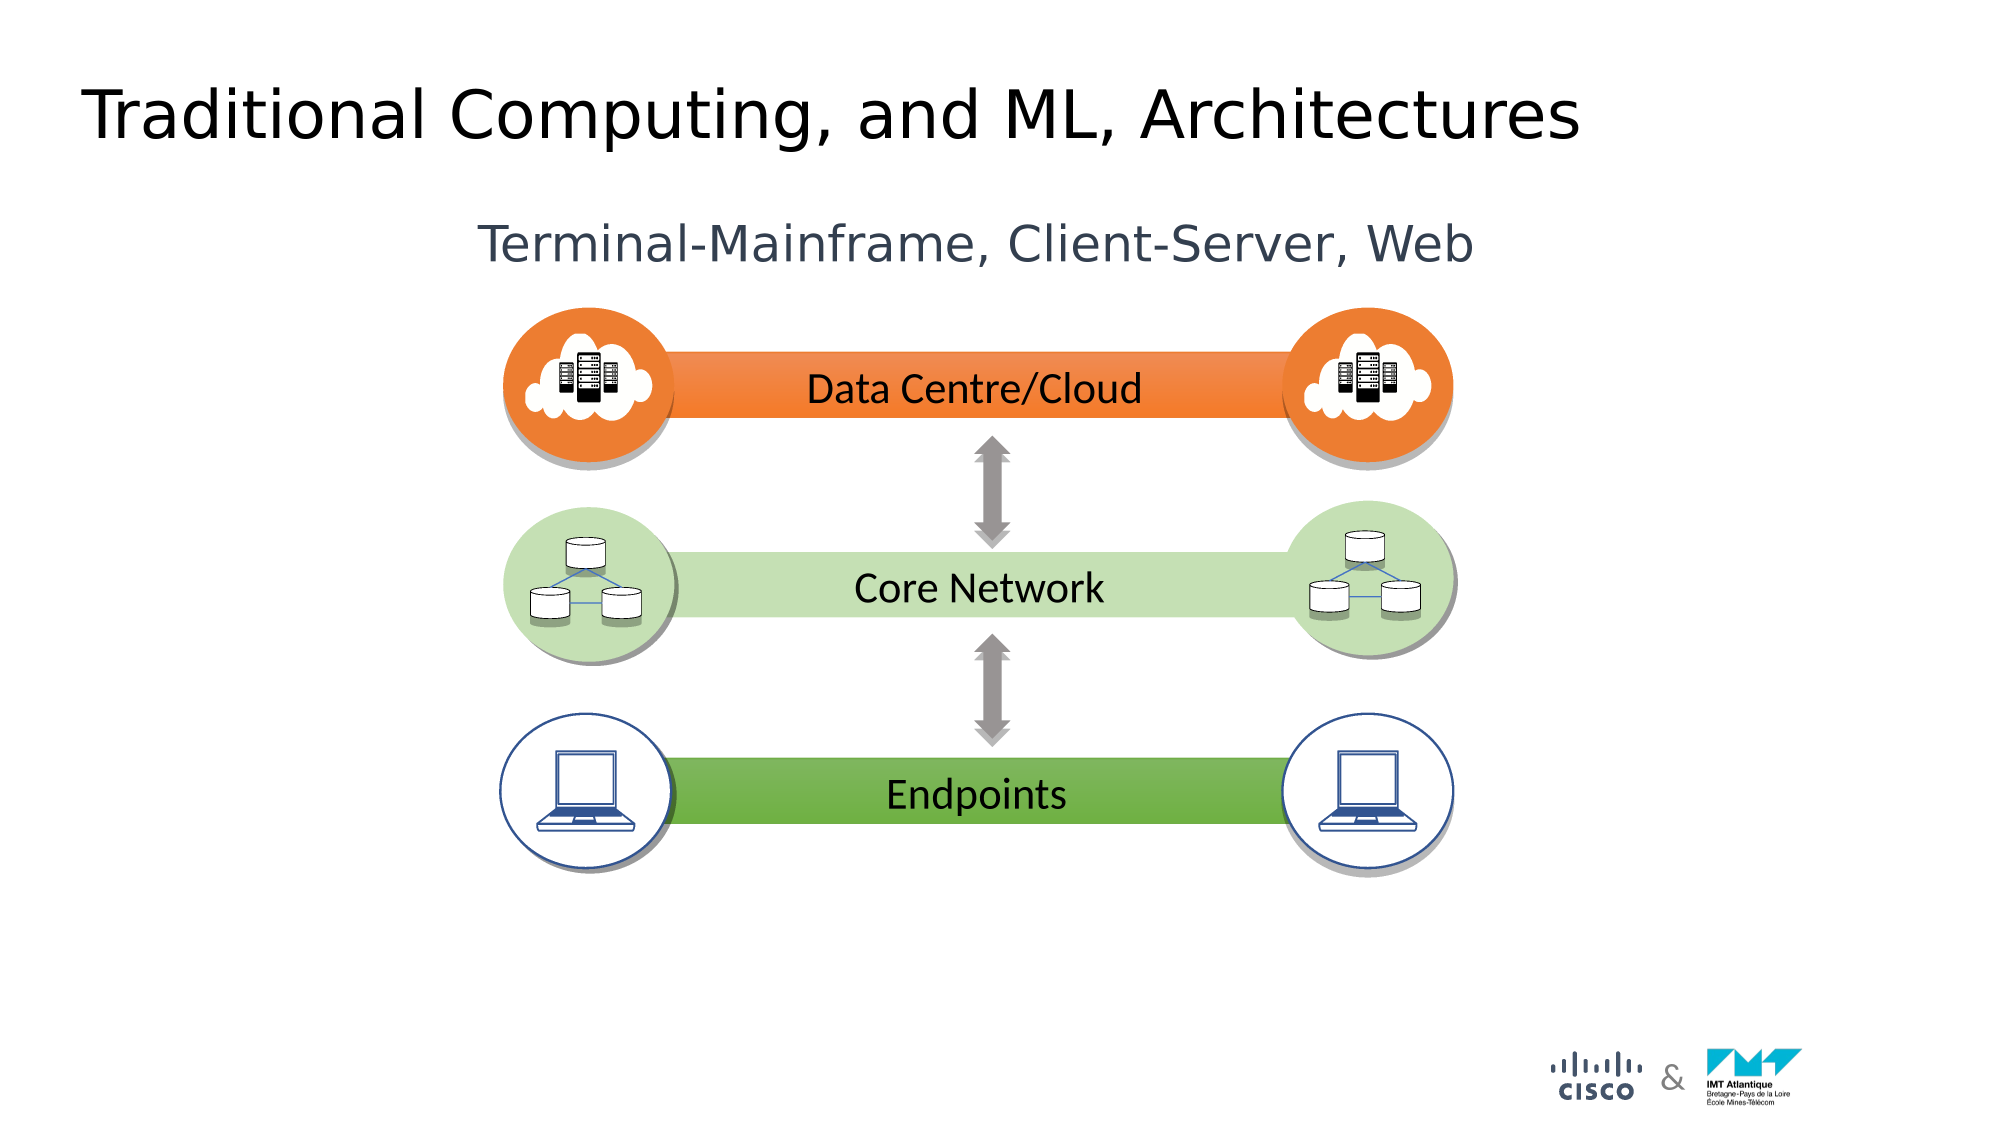 Traditional Computing, and ML, Architectures
Terminal-Mainframe, Client-Server, Web
Data Centre/Cloud
Core Network
Endpoints
CISCO
&
IMT Atlantique
Bretagne-Pays de la Loire
École Mines-Télécom